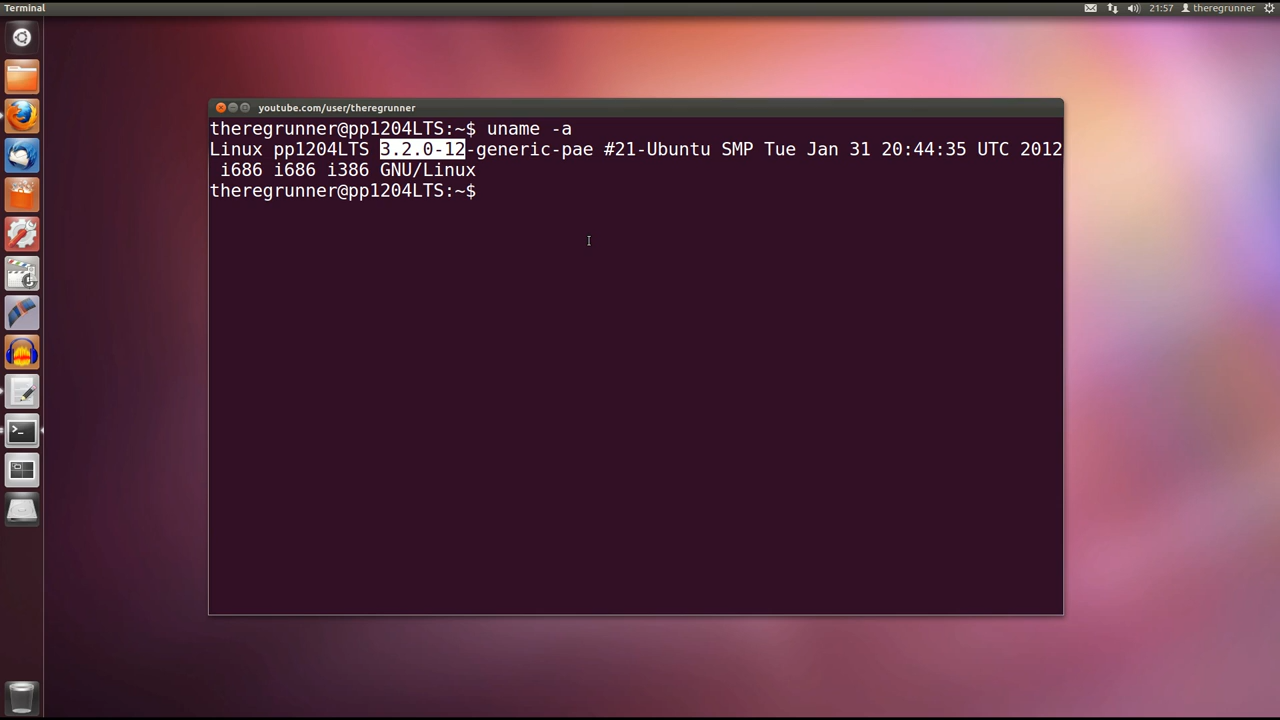 Terminal
21:57 theregrunner
youtube.com/user/theregrunner
theregrunner@pp1204LTS:~$ uname -a
Linux pp1204LTS 3.2.0-12-generic-pae #21-Ubuntu SMP Tue Jan 31 20:44:35 UTC 2012
i686 i686 i386 GNU/Linux
theregrunner@pp1204LTS:~$